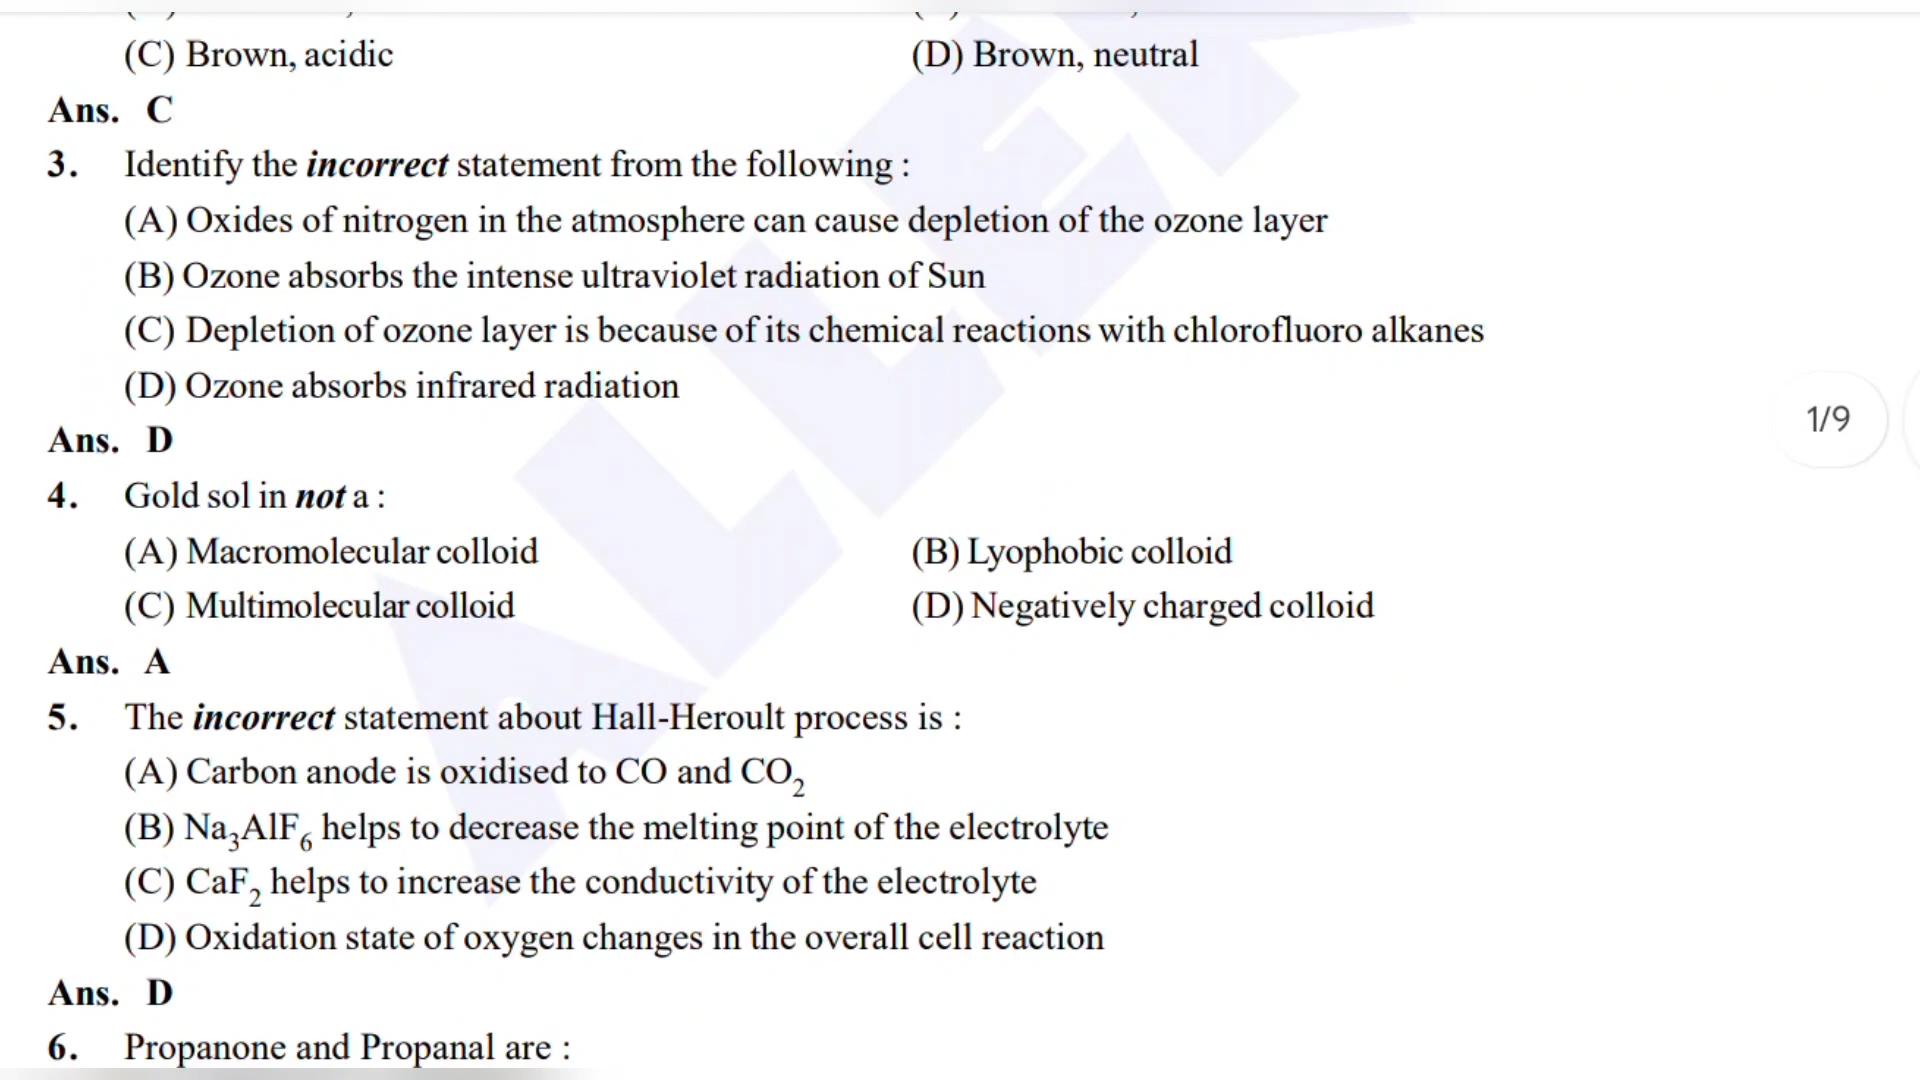 (C) Brown, acidic (D) Brown, neutral
Ans. C
3. Identify the incorrect statement from the following :
(A) Oxides of nitrogen in the atmosphere can cause depletion of the ozone layer
(B) Ozone absorbs the intense ultraviolet radiation of Sun
(C) Depletion of ozone layer is because of its chemical reactions with chlorofluoro alkanes
(D) Ozone absorbs infrared radiation
1/9
Ans. D
4. Gold sol in not a :
(A) Macromolecular colloid (B) Lyophobic colloid
(C) Multimolecular colloid (D) Negatively charged colloid
Ans. A
5. The incorrect statement about Hall-Heroult process is :
(A) Carbon anode is oxidised to CO and CO₂
(B) Na₃AlF₆ helps to decrease the melting point of the electrolyte
(C) CaF₂ helps to increase the conductivity of the electrolyte
(D) Oxidation state of oxygen changes in the overall cell reaction
Ans. D
6. Propanone and Propanal are :